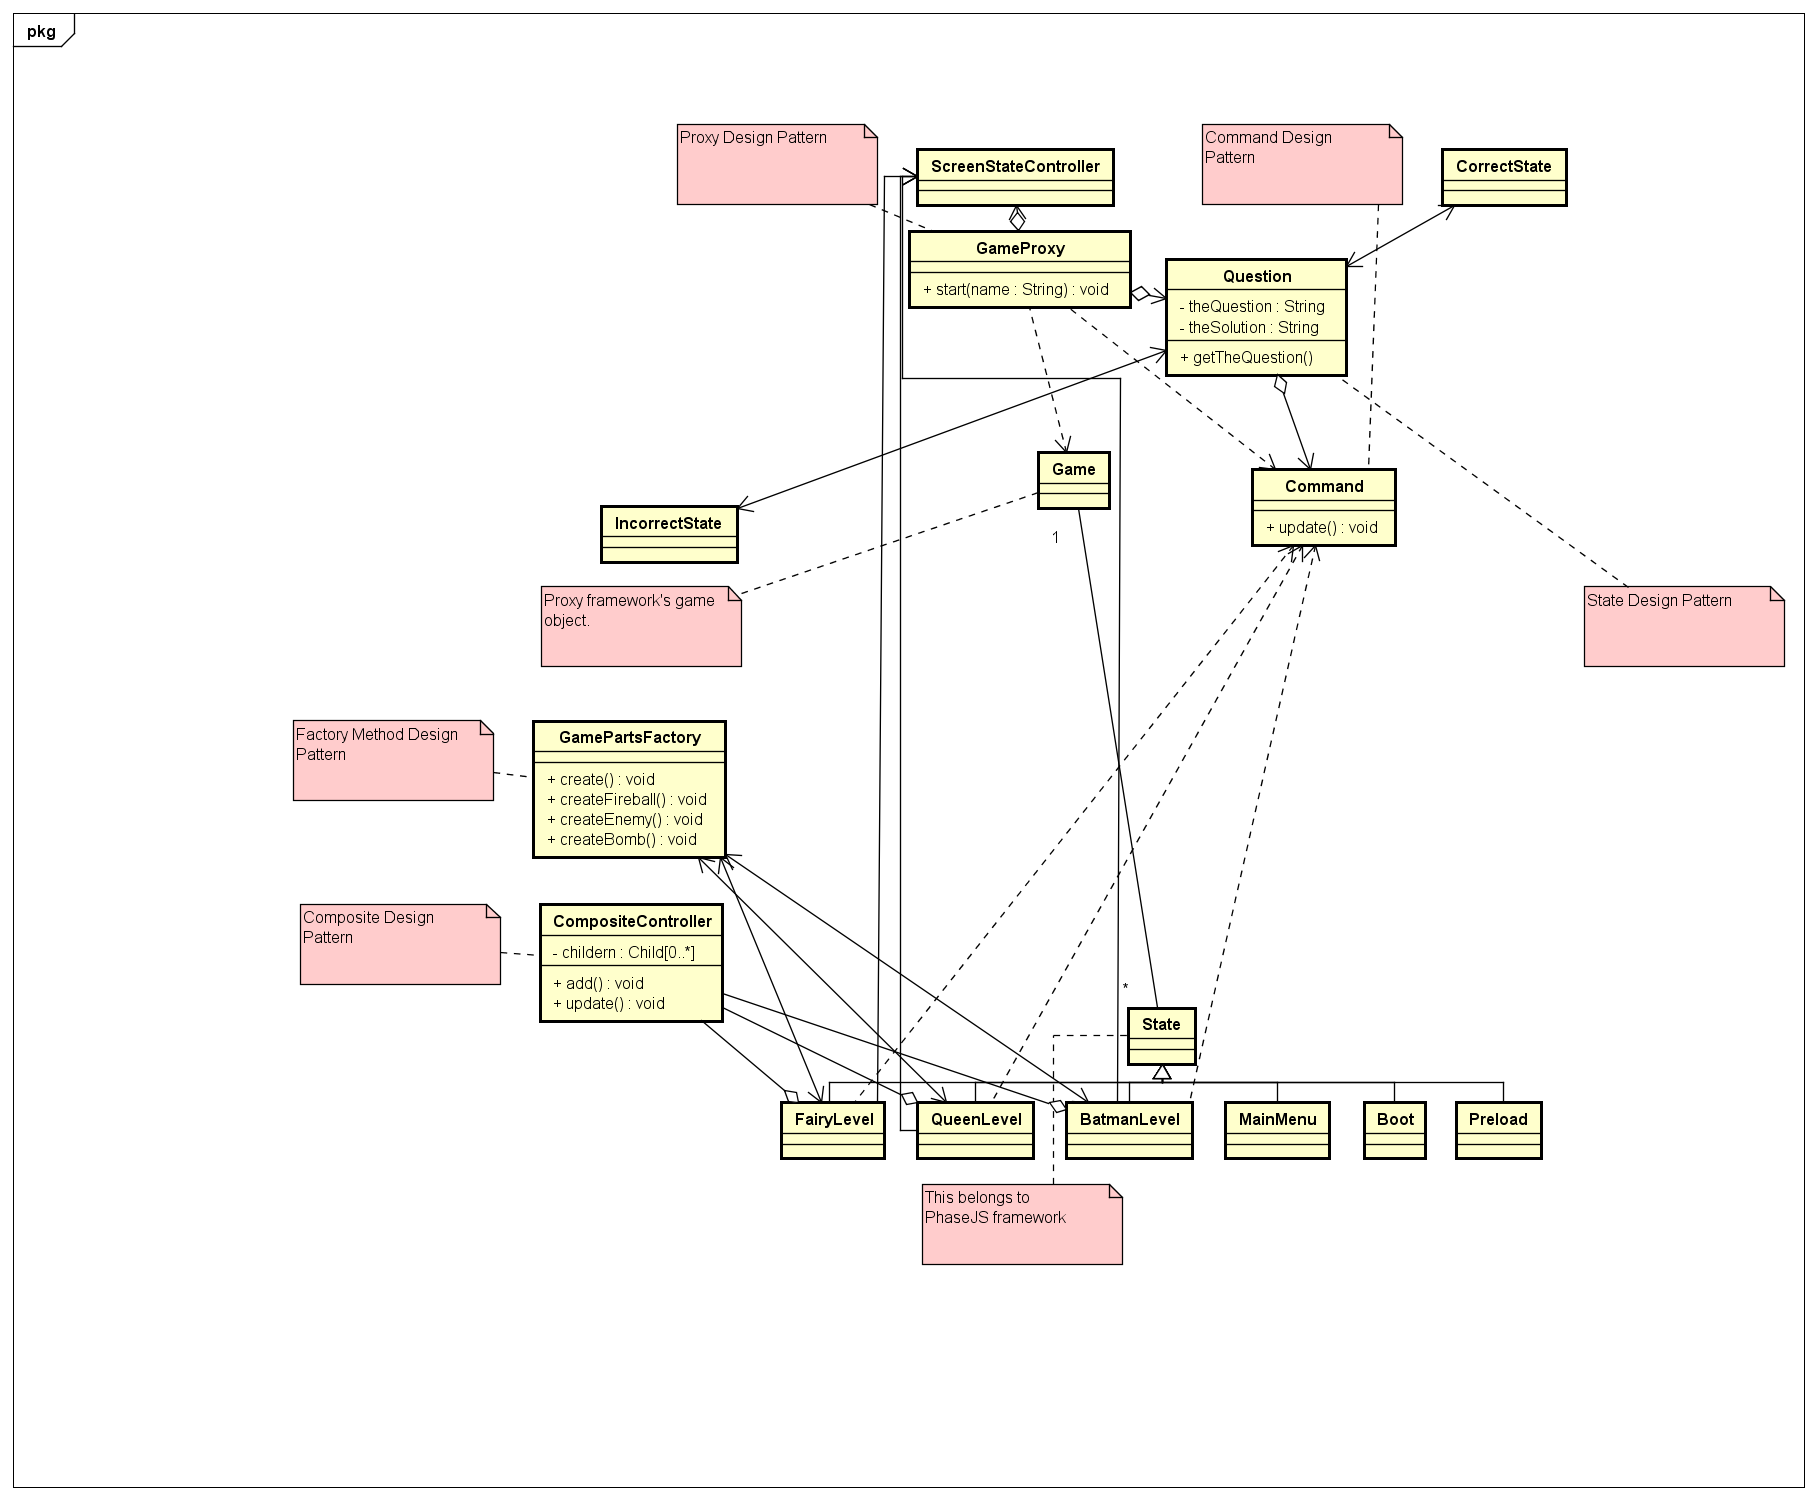 pkg
Proxy Design Pattern
ScreenStateController
Command Design
Pattern
CorrectState
GameProxy
+ start(name : String) : void
Question
- theQuestion : String
- theSolution : String
+ getTheQuestion()
Game
1
Command
+ update() : void
IncorrectState
Proxy framework's game
object.
State Design Pattern
Factory Method Design
Pattern
GamePartsFactory
+ create() : void
+ createFireball() : void
+ createEnemy() : void
+ createBomb() : void
Composite Design
Pattern
CompositeController
- childern : Child[0..*]
+ add() : void
+ update() : void
*
State
FairyLevel
QueenLevel
BatmanLevel
MainMenu
Boot
Preload
This belongs to
PhaseJS framework